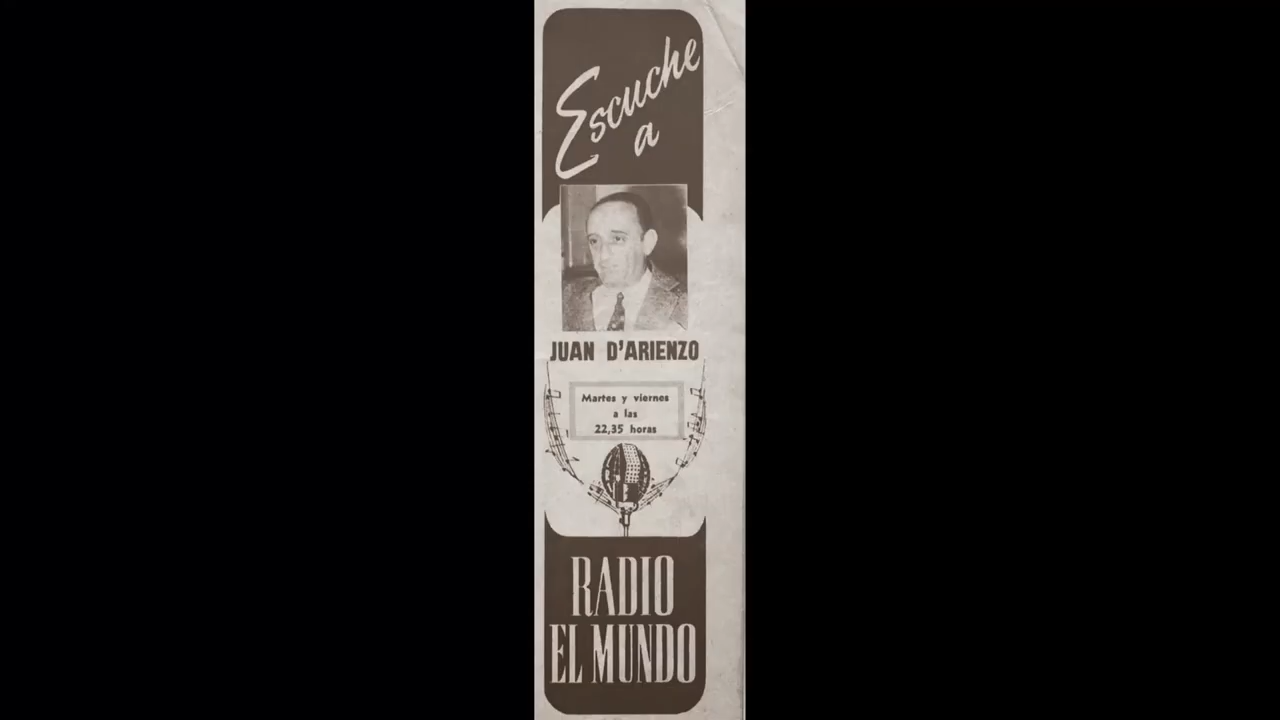 Escuche
a
JUAN D'ARIENZO
Martes y viernes
a las
22,35 horas
RADIO
EL MUNDO